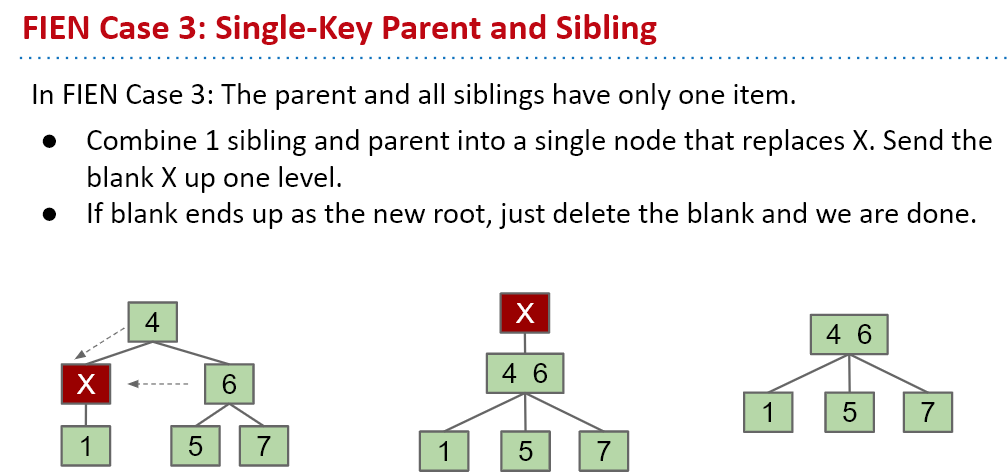 FIEN Case 3: Single-Key Parent and Sibling
In FIEN Case 3: The parent and all siblings have only one item.
● Combine 1 sibling and parent into a single node that replaces X. Send the
blank X up one level.
● If blank ends up as the new root, just delete the blank and we are done.
4
X 6
1 5 7
X
4 6
1 5 7
4 6
1 5 7